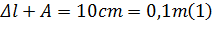 Δl + A = 10cm = 0,1m(1)